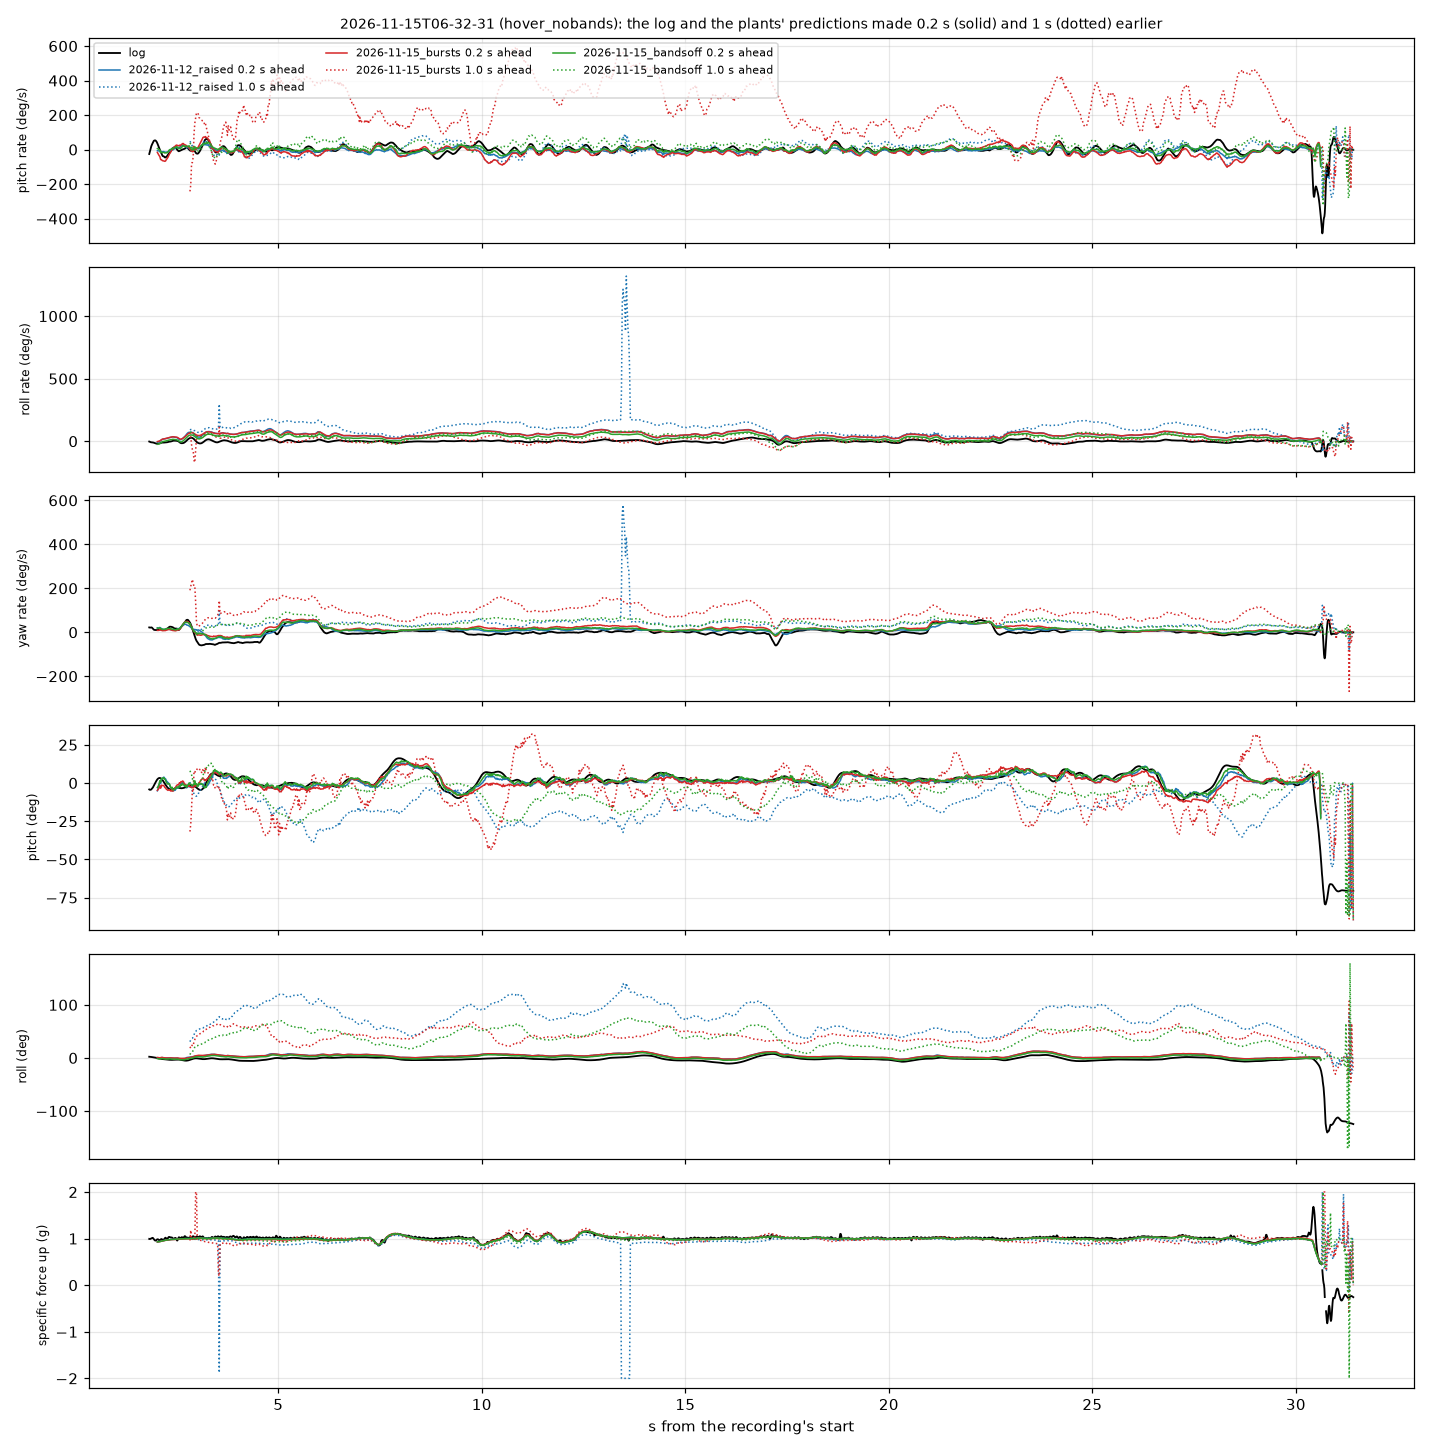 2026-11-15T06-32-31 (hover_nobands): the log and the plants' predictions made 0.2 s (solid) and 1 s (dotted) earlier
log
2026-11-12_raised 0.2 s ahead
2026-11-12_raised 1.0 s ahead
2026-11-15_bursts 0.2 s ahead
2026-11-15_bursts 1.0 s ahead
2026-11-15_bandsoff 0.2 s ahead
2026-11-15_bandsoff 1.0 s ahead
pitch rate (deg/s)
600
400
200
0
−200
−400
roll rate (deg/s)
1000
500
0
yaw rate (deg/s)
600
400
200
0
−200
pitch (deg)
25
0
−25
−50
−75
roll (deg)
100
0
−100
specific force up (g)
2
1
0
−1
−2
5 10 15 20 25 30
s from the recording's start